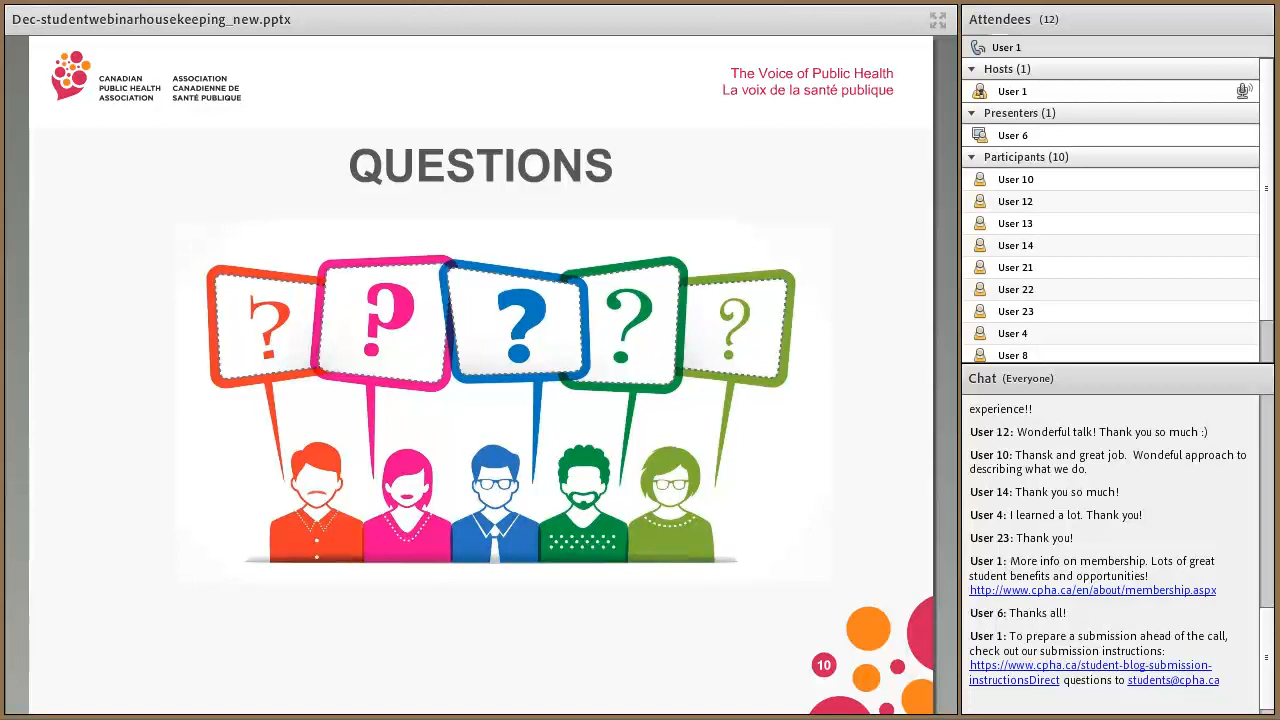 Dec-studentwebinarhousekeeping_new.pptx
CANADIAN
PUBLIC HEALTH
ASSOCIATION
ASSOCIATION
CANADIENNE DE
SANTÉ PUBLIQUE
The Voice of Public Health
La voix de la santé publique
QUESTIONS
? ? ? ? ?
10
Attendees (12)
User 1
Hosts (1)
User 1
Presenters (1)
User 6
Participants (10)
User 10
User 12
User 13
User 14
User 21
User 22
User 23
User 4
User 8
Chat (Everyone)
experience!!
User 12: Wonderful talk! Thank you so much :)
User 10: Thansk and great job. Wondeful approach to
describing what we do.
User 14: Thank you so much!
User 4: I learned a lot. Thank you!
User 23: Thank you!
User 1: More info on membership. Lots of great
student benefits and opportunities!
http://www.cpha.ca/en/about/membership.aspx
User 6: Thanks all!
User 1: To prepare a submission ahead of the call,
check out our submission instructions:
https://www.cpha.ca/student-blog-submission-
instructionsDirect questions to students@cpha.ca